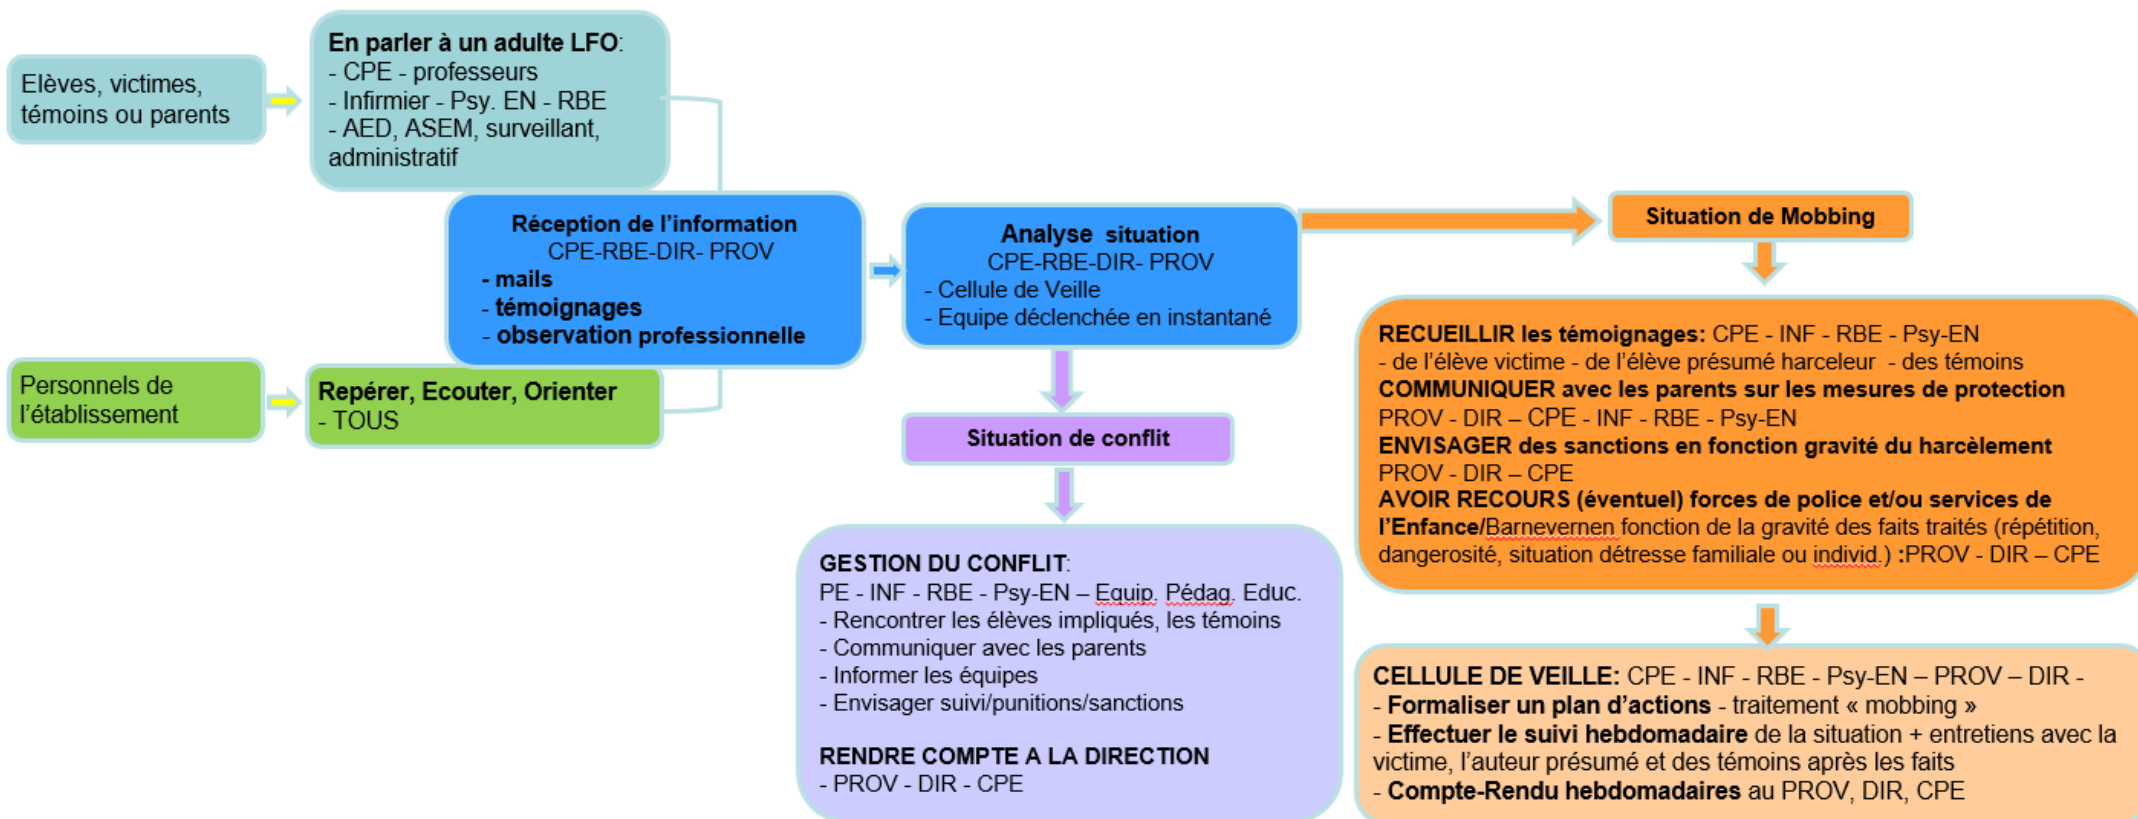 Elèves, victimes,
témoins ou parents
En parler à un adulte LFO:
- CPE - professeurs
- Infirmier - Psy. EN - RBE
- AED, ASEM, surveillant,
administratif
Réception de l'information
CPE-RBE-DIR- PROV
- mails
- témoignages
- observation professionnelle
Personnels de
l'établissement
Repérer, Ecouter, Orienter
- TOUS
Analyse situation
CPE-RBE-DIR- PROV
- Cellule de Veille
- Equipe déclenchée en instantané
Situation de conflit
GESTION DU CONFLIT:
PE - INF - RBE - Psy-EN – Equip. Pédag. Educ.
- Rencontrer les élèves impliqués, les témoins
- Communiquer avec les parents
- Informer les équipes
- Envisager suivi/punitions/sanctions
RENDRE COMPTE A LA DIRECTION
- PROV - DIR - CPE
Situation de Mobbing
RECUEILLIR les témoignages: CPE - INF - RBE - Psy-EN
- de l'élève victime - de l'élève présumé harceleur - des témoins
COMMUNIQUER avec les parents sur les mesures de protection
PROV - DIR – CPE - INF - RBE - Psy-EN
ENVISAGER des sanctions en fonction gravité du harcèlement
PROV - DIR – CPE
AVOIR RECOURS (éventuel) forces de police et/ou services de
l'Enfance/Barnevernen fonction de la gravité des faits traités (répétition,
dangerosité, situation détresse familiale ou individ.) :PROV - DIR – CPE
CELLULE DE VEILLE: CPE - INF - RBE - Psy-EN – PROV – DIR -
- Formaliser un plan d'actions - traitement « mobbing »
- Effectuer le suivi hebdomadaire de la situation + entretiens avec la
victime, l'auteur présumé et des témoins après les faits
- Compte-Rendu hebdomadaires au PROV, DIR, CPE